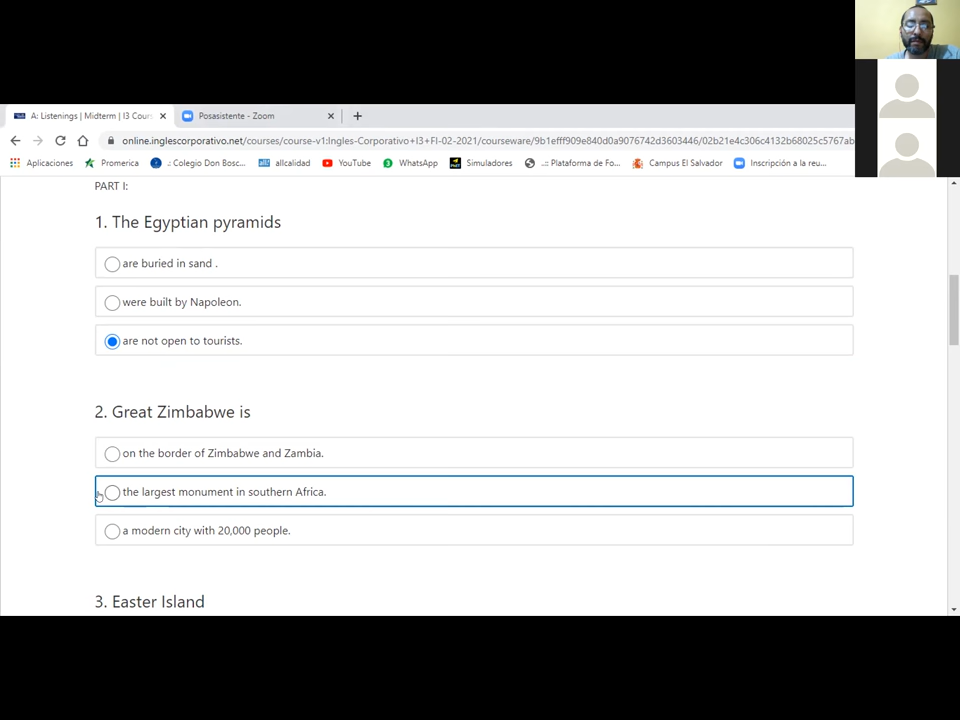 A: Listenings | Midterm | I3 Cour
Posasistente - Zoom
online.inglescorporativo.net/courses/course-v1:Ingles-Corporativo+I3+FI-02-2021/courseware/9b1efff909e840d0a9076742d3603446/02b21e4c306c4132b68025c5767ab
Aplicaciones
Promerica
.: Colegio Don Bosc...
allcalidad
YouTube
WhatsApp
Simuladores
..:: Plataforma de Fo...
Campus El Salvador
Inscripción a la reu...
PART I:
1. The Egyptian pyramids
are buried in sand .
were built by Napoleon.
are not open to tourists.
2. Great Zimbabwe is
on the border of Zimbabwe and Zambia.
the largest monument in southern Africa.
a modern city with 20,000 people.
3. Easter Island